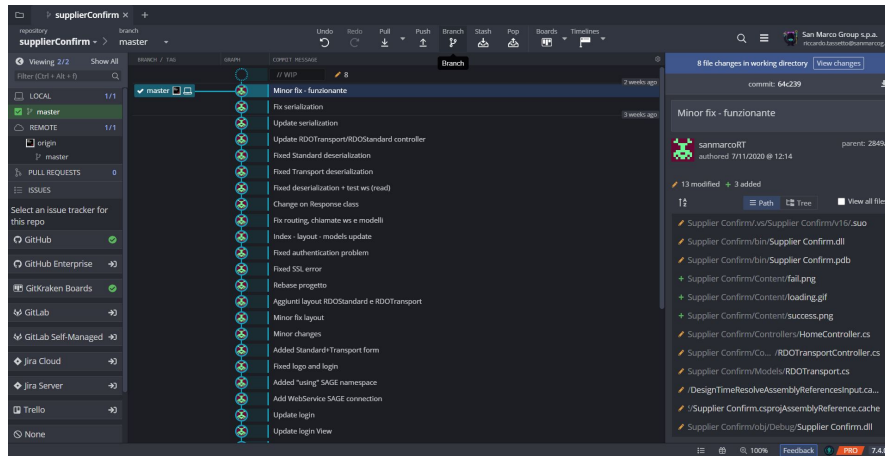 supplierConfirm × +
repository
supplierConfirm
branch
master
Undo
Redo
Pull
Push
Branch
Stash
Pop
Boards
Timelines
Branch
San Marco Group s.p.a.
riccardo.tassetto@sanmarcog
Viewing 2/2 Show All
Filter (Ctrl + Alt + f)
LOCAL 1/1
master
REMOTE 1/1
origin
master
PULL REQUESTS 0
ISSUES
Select an issue tracker for
this repo
GitHub
GitHub Enterprise
GitKraken Boards
GitLab
GitLab Self-Managed
Jira Cloud
Jira Server
Trello
None
BRANCH / TAG GRAPH COMMIT MESSAGE
// WIP 8
2 weeks ago
master Minor fix - funzionante
Fix serialization
3 weeks ago
Update serialization
Update RDOTransport/RDOStandard controller
Fixed Standard deserialization
Fixed Transport deserialization
Fixed deserialization + test ws (read)
Change on Response class
Fix routing, chiamate ws e modelli
Index - layout - models update
Fixed authentication problem
Fixed SSL error
Rebase progetto
Aggiunti layout RDOStandard e RDOTransport
Minor fix layout
Minor changes
Added Standard+Transport form
Fixed logo and login
Added "using" SAGE namespace
Add WebService SAGE connection
Update login
Update login View
8 file changes in working directory View changes
commit: 64c239
Minor fix - funzionante
sanmarcoRT
authored 7/11/2020 @ 12:14
parent: 2849
13 modified + 3 added
Path Tree View all files
Supplier Confirm/.vs/Supplier Confirm/v16/.suo
Supplier Confirm/bin/Supplier Confirm.dll
Supplier Confirm/bin/Supplier Confirm.pdb
+ Supplier Confirm/Content/fail.png
+ Supplier Confirm/Content/loading.gif
+ Supplier Confirm/Content/success.png
Supplier Confirm/Controllers/HomeController.cs
Supplier Confirm/Co... /RDOTransportController.cs
Supplier Confirm/Models/RDOTransport.cs
/DesignTimeResolveAssemblyReferencesInput.ca...
/Supplier Confirm.csprojAssemblyReference.cache
Supplier Confirm/obj/Debug/Supplier Confirm.dll
100% Feedback PRO 7.4.